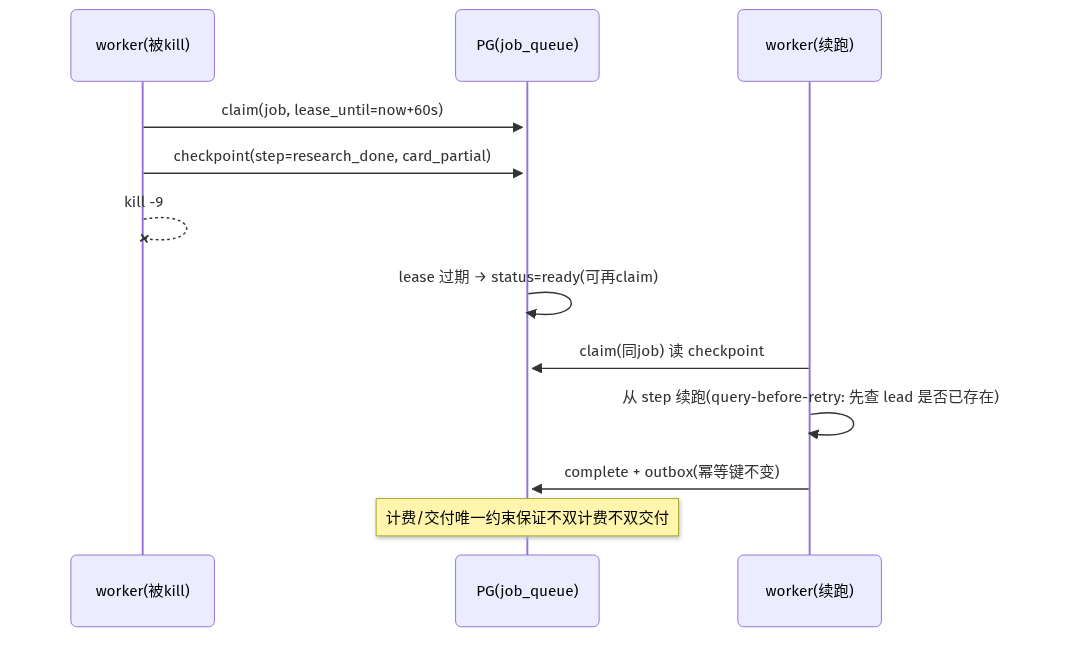 worker(被kill)
PG(job_queue)
worker(续跑)
claim(job, lease_until=now+60s)
checkpoint(step=research_done, card_partial)
kill -9
lease 过期 → status=ready(可再claim)
claim(同job) 读 checkpoint
从 step 续跑(query-before-retry: 先查 lead 是否已存在)
complete + outbox(幂等键不变)
计费/交付唯一约束保证不双计费不双交付
worker(被kill)
PG(job_queue)
worker(续跑)